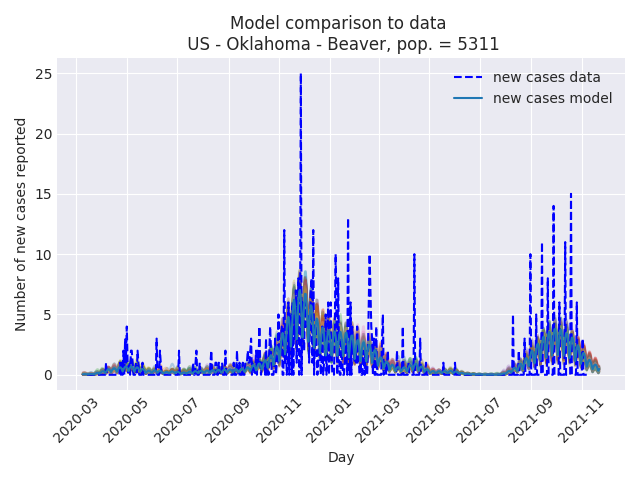 Model comparison to data
US - Oklahoma - Beaver, pop. = 5311
new cases data
new cases model
Number of new cases reported
25
20
15
10
5
0
2020-03
2020-05
2020-07
2020-09
2020-11
2021-01
2021-03
2021-05
2021-07
2021-09
2021-11
Day